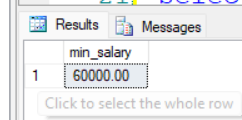 Results Messages
min_salary
1 60000.00
Click to select the whole row